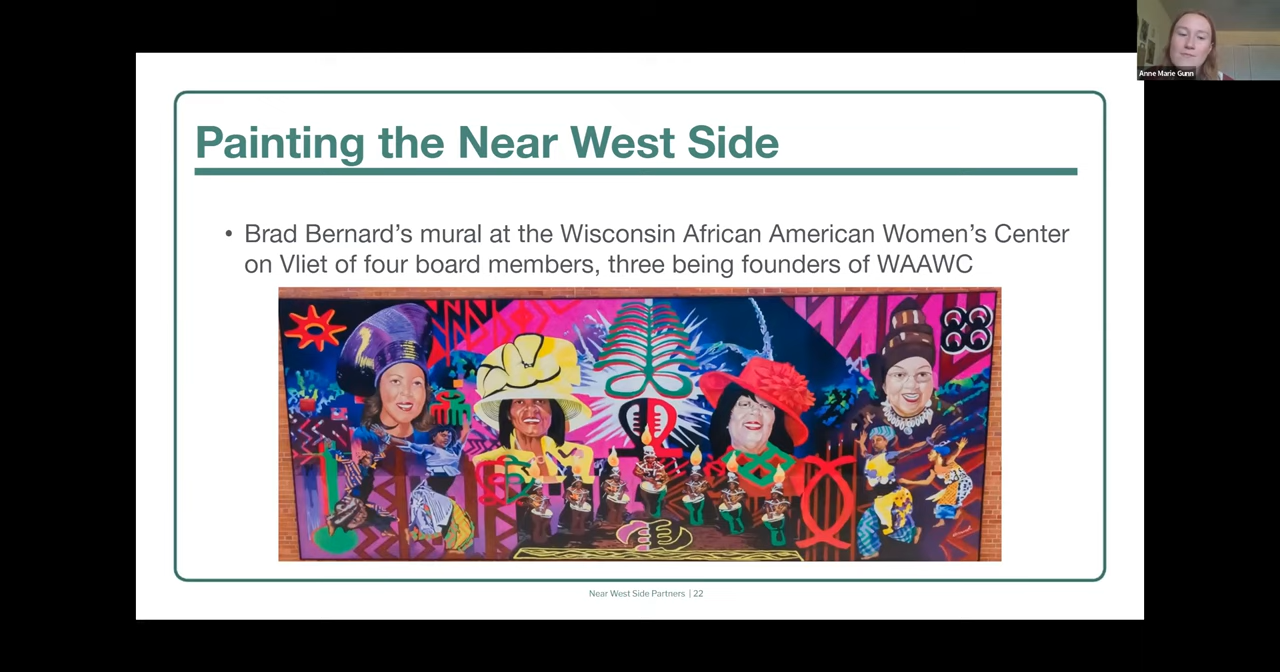 Anne Marie Gunn
Painting the Near West Side
• Brad Bernard’s mural at the Wisconsin African American Women’s Center
on Vliet of four board members, three being founders of WAAWC
Near West Side Partners | 22